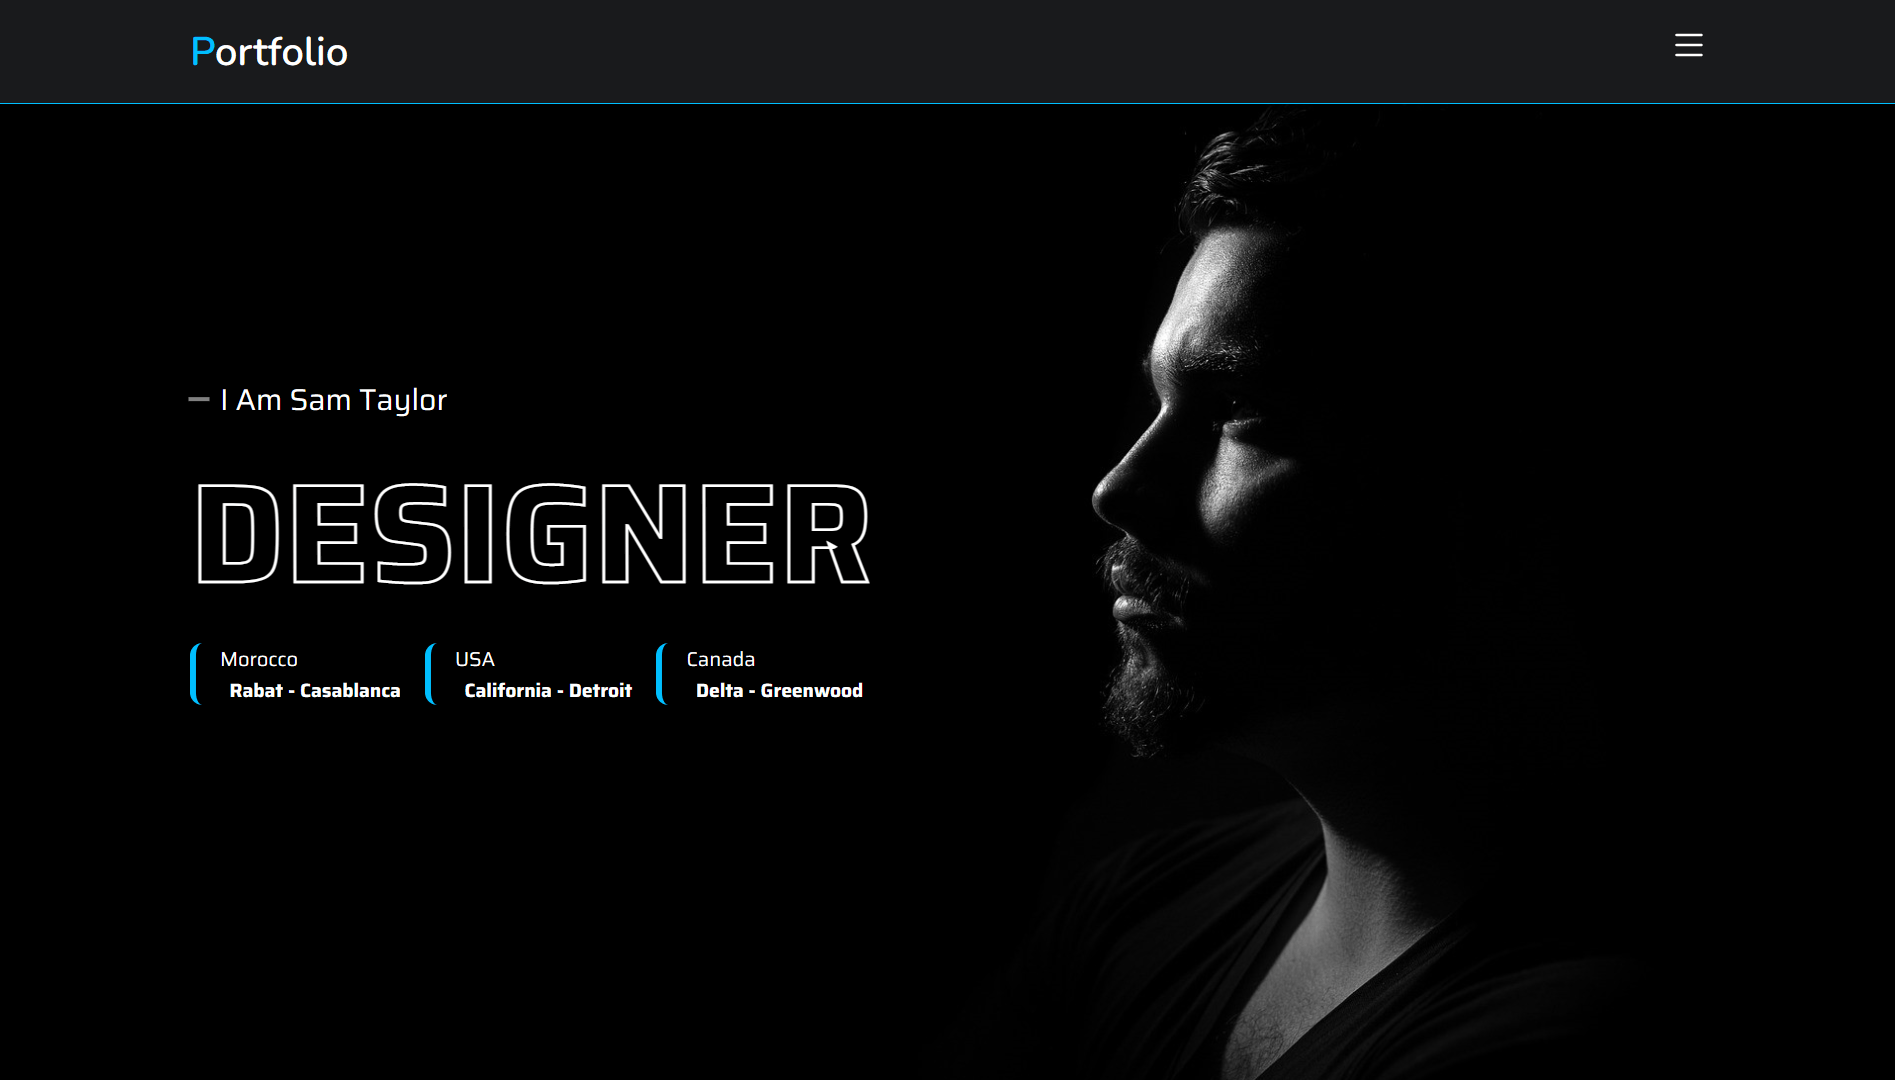 Portfolio
I Am Sam Taylor
DESIGNER
Morocco
Rabat - Casablanca
USA
California - Detroit
Canada
Delta - Greenwood